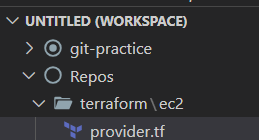 UNTITLED (WORKSPACE)
git-practice
Repos
terraform\ec2
provider.tf